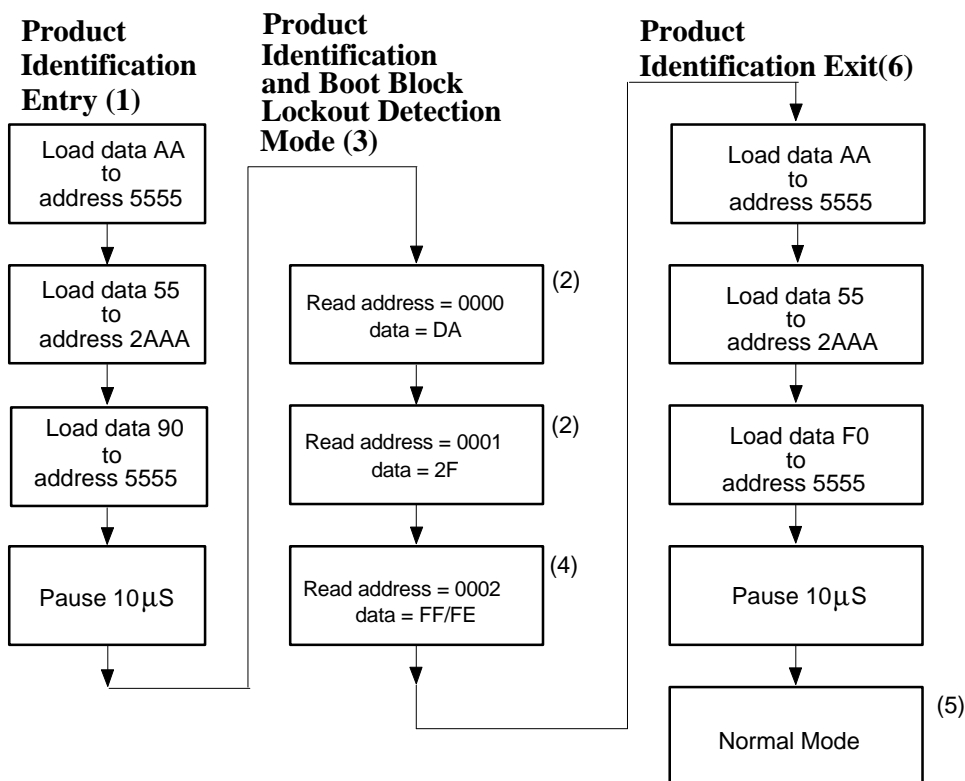 Product
Identification
Entry (1)
Load data AA
to
address 5555
Load data 55
to
address 2AAA
Load data 90
to
address 5555
Pause 10μS
Product
Identification
and Boot Block
Lockout Detection
Mode (3)
Read address = 0000
data = DA
(2)
Read address = 0001
data = 2F
(2)
Read address = 0002
data = FF/FE
(4)
Product
Identification Exit(6)
Load data AA
to
address 5555
Load data 55
to
address 2AAA
Load data F0
to
address 5555
Pause 10μS
Normal Mode
(5)